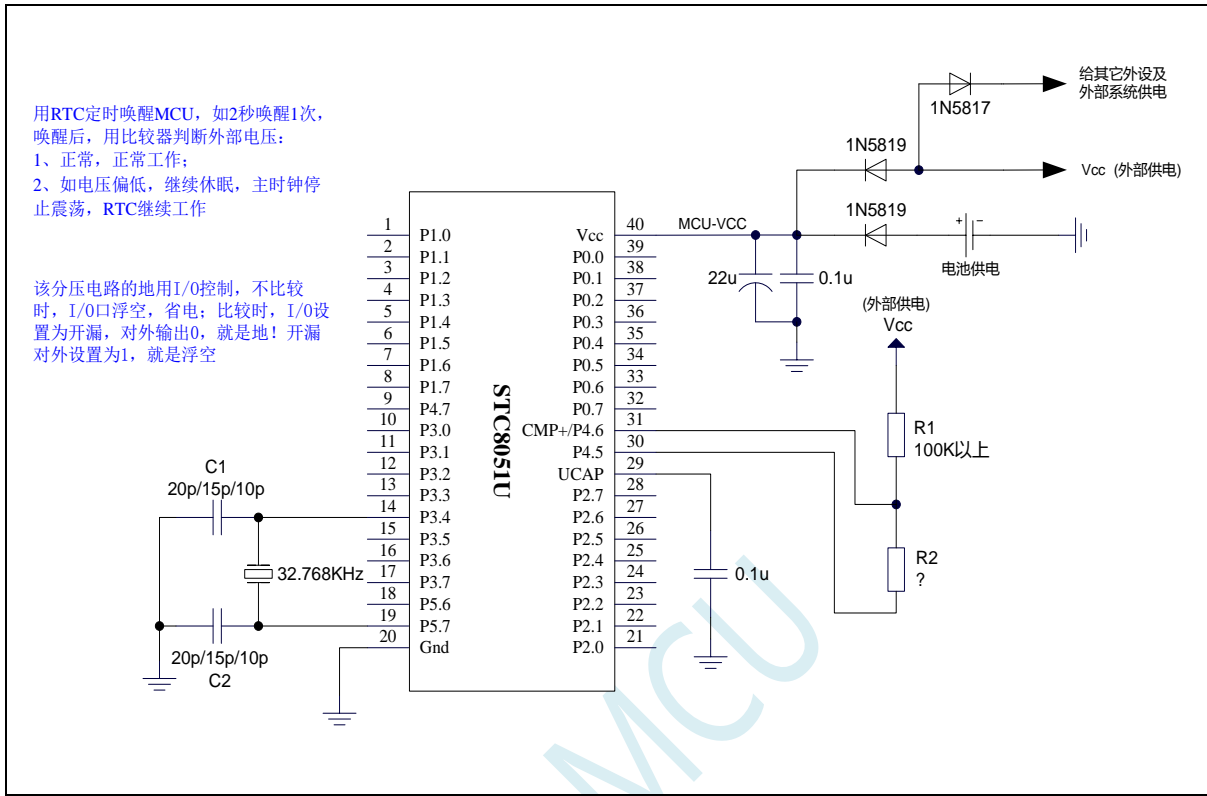 用RTC定时唤醒MCU，如2秒唤醒1次，
唤醒后，用比较器判断外部电压：
1、正常，正常工作；
2、如电压偏低，继续休眠，主时钟停
止震荡，RTC继续工作
该分压电路的地用I/O控制，不比较
时，I/O口浮空，省电；比较时，I/O设
置为开漏，对外输出0，就是地！开漏
对外设置为1，就是浮空
C1
20p/15p/10p
32.768KHz
20p/15p/10p
C2
1 P1.0
2 P1.1
3 P1.2
4 P1.3
5 P1.4
6 P1.5
7 P1.6
8 P1.7
9 P4.7
10 P3.0
11 P3.1
12 P3.2
13 P3.3
14 P3.4
15 P3.5
16 P3.6
17 P3.7
18 P5.6
19 P5.7
20 Gnd
STC8051U
Vcc 40
P0.0 39
P0.1 38
P0.2 37
P0.3 36
P0.4 35
P0.5 34
P0.6 33
P0.7 32
CMP+/P4.6 31
P4.5 30
UCAP 29
P2.7 28
P2.6 27
P2.5 26
P2.4 25
P2.3 24
P2.2 23
P2.1 22
P2.0 21
MCU-VCC
22u
0.1u
1N5817
给其它外设及
外部系统供电
1N5819
Vcc (外部供电)
1N5819
+ −
电池供电
(外部供电)
Vcc
R1
100K以上
R2
?
0.1u
MCU